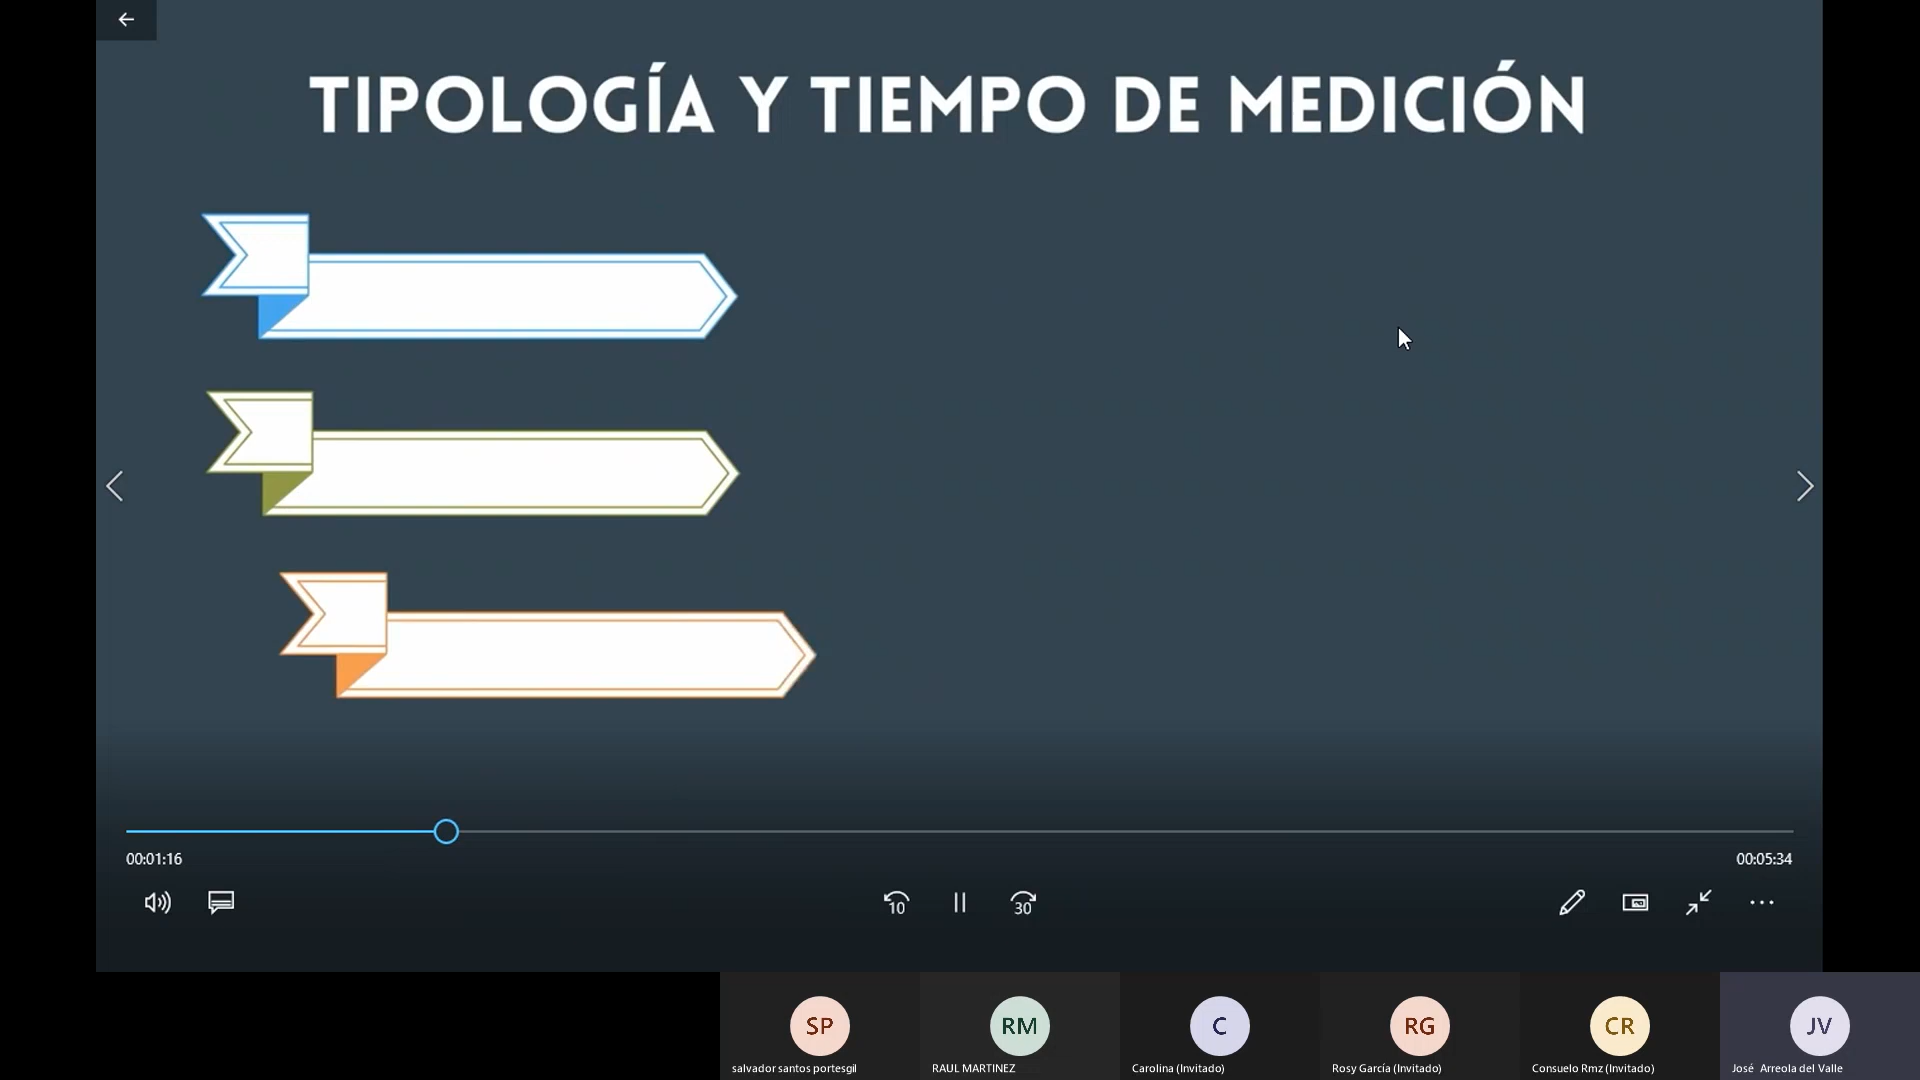 TIPOLOGÍA Y TIEMPO DE MEDICIÓN
00:01:16
00:05:34
10
30
SP
RM
C
RG
CR
JV
salvador santos portesgil
RAUL MARTINEZ
Carolina (Invitado)
Rosy García (Invitado)
Consuelo Rmz (Invitado)
José Arreola del Valle